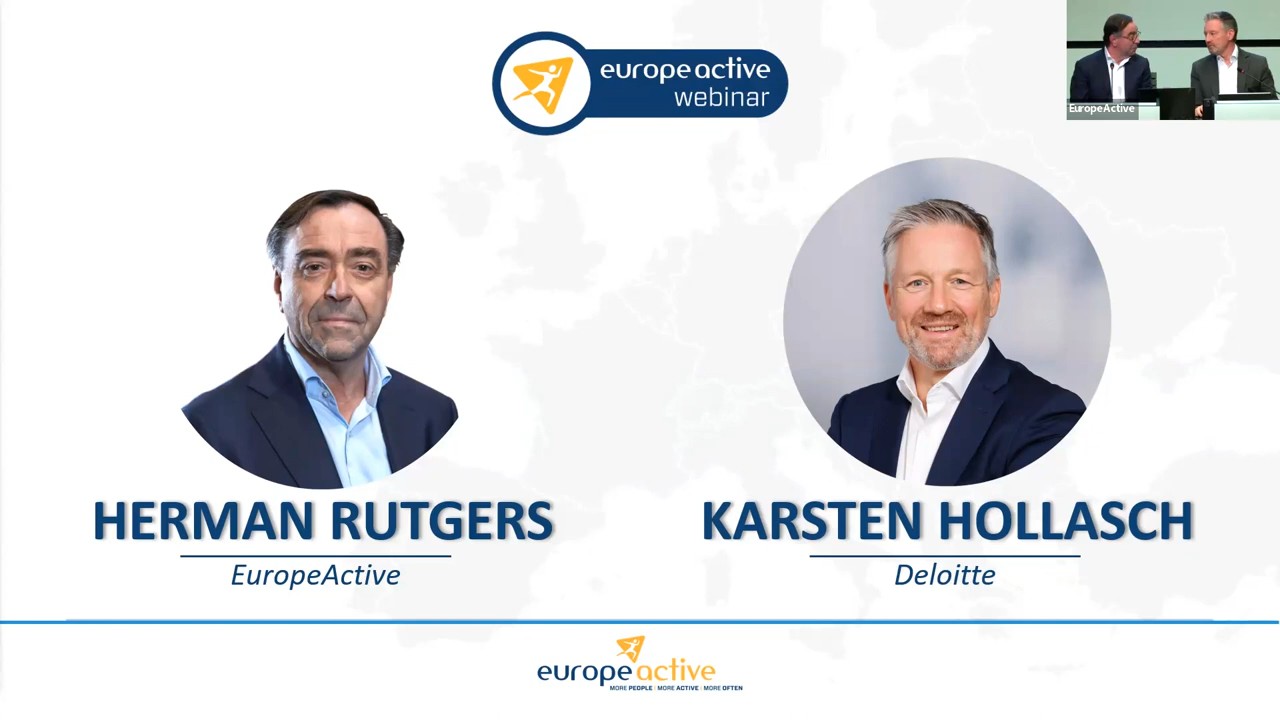 europe active
webinar
EuropeActive
HERMAN RUTGERS
EuropeActive
KARSTEN HOLLASCH
Deloitte
europe active
MORE PEOPLE | MORE ACTIVE | MORE OFTEN